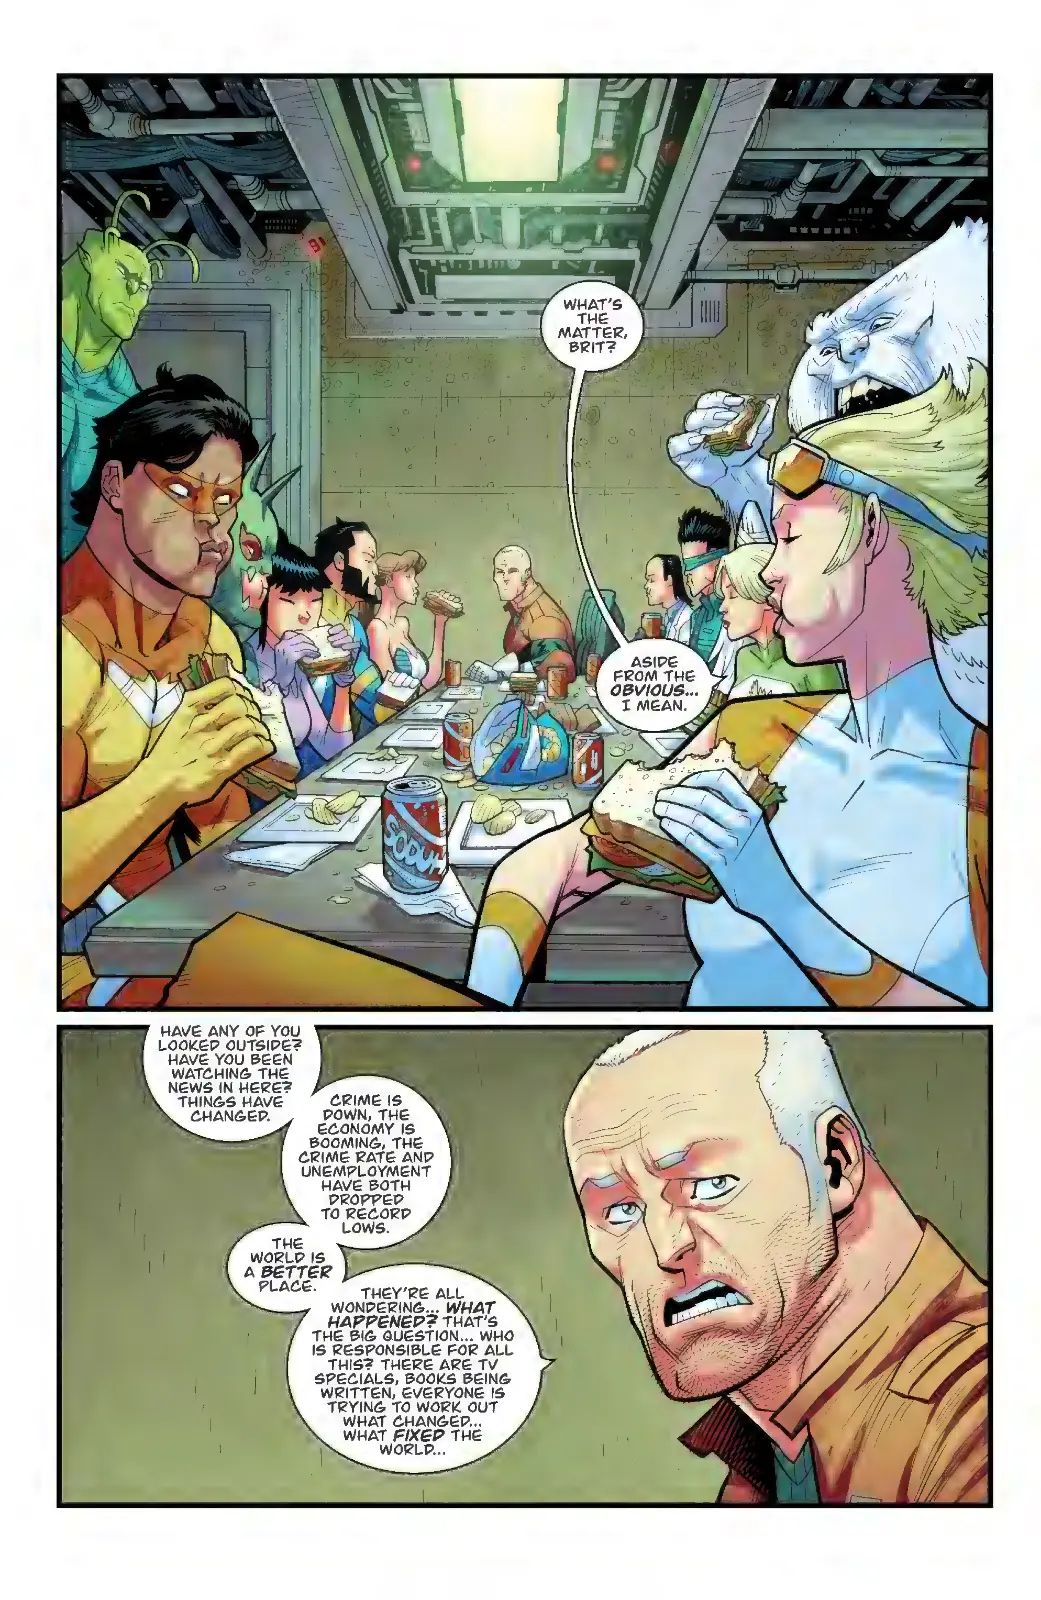 WHAT'S
THE
MATTER,
BRIT?
ASIDE
FROM THE
OBVIOUS...
I MEAN.
SODUH
HAVE ANY OF YOU
LOOKED OUTSIDE?
HAVE YOU BEEN
WATCHING THE
NEWS IN HERE?
THINGS HAVE
CHANGED.
CRIME IS
DOWN, THE
ECONOMY IS
BOOMING, THE
CRIME RATE AND
UNEMPLOYMENT
HAVE BOTH
DROPPED
TO RECORD
LOWS.
THE
WORLD IS
A BETTER
PLACE.
THEY'RE ALL
WONDERING... WHAT
HAPPENED? THAT'S
THE BIG QUESTION... WHO
IS RESPONSIBLE FOR ALL
THIS? THERE ARE TV
SPECIALS, BOOKS BEING
WRITTEN, EVERYONE IS
TRYING TO WORK OUT
WHAT CHANGED...
WHAT FIXED THE
WORLD...